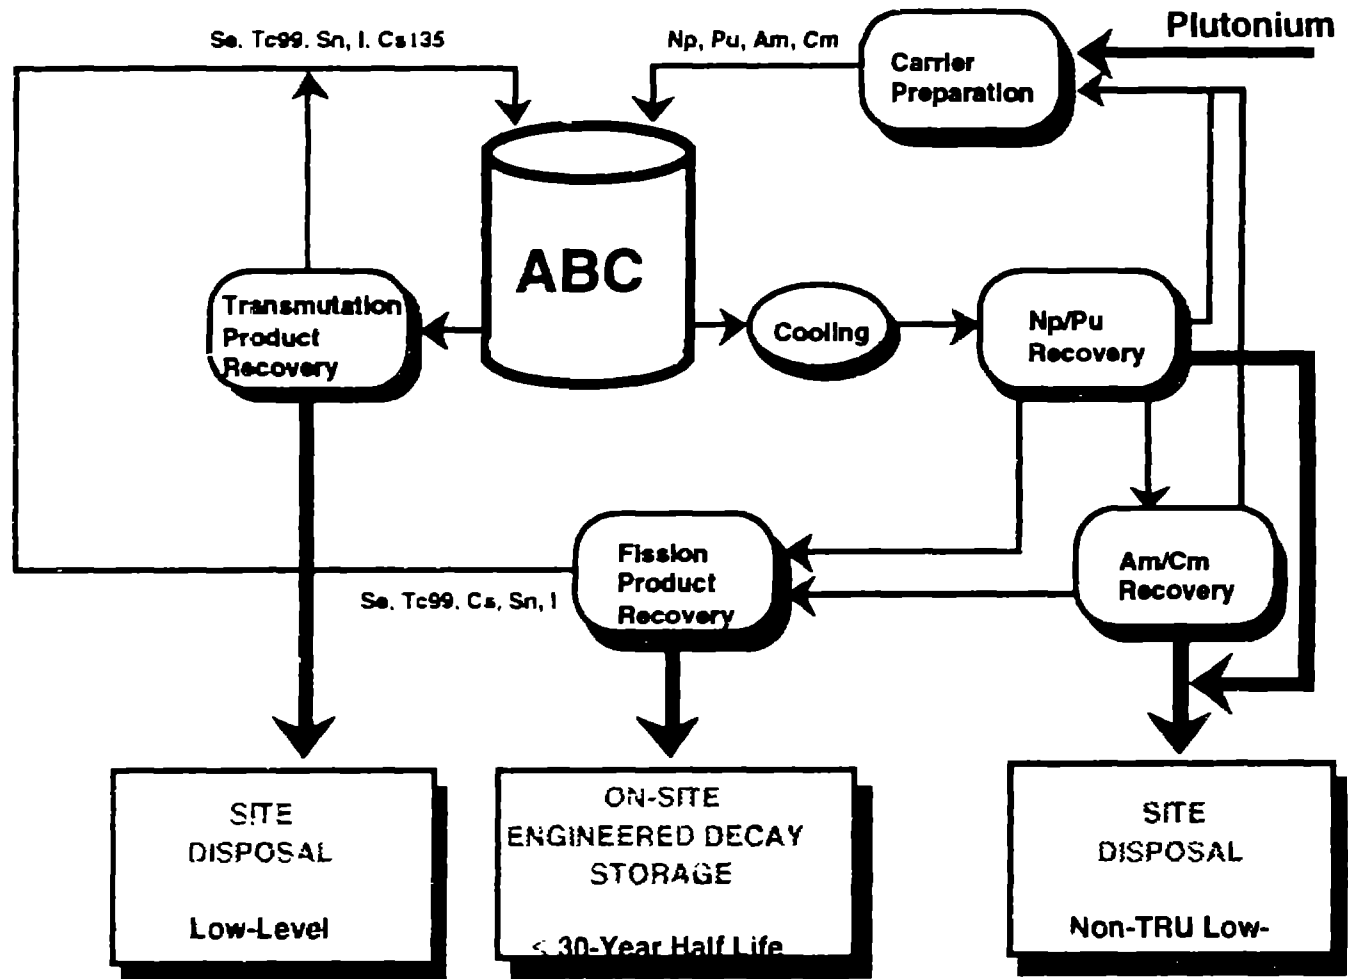 Plutonium
Se. Tc99. Sn, I. Cs135
Np, Pu, Am, Cm
Carrier
Preparation
ABC
Transmutation
Product
Recovery
Cooling
Np/Pu
Recovery
Fission
Product
Recovery
Am/Cm
Recovery
Se. Tc99. Cs, Sn, I
SITE
DISPOSAL
Low-Level
ON-SITE
ENGINEERED DECAY
STORAGE
< 30-Year Half Life
SITE
DISPOSAL
Non-TRU Low-